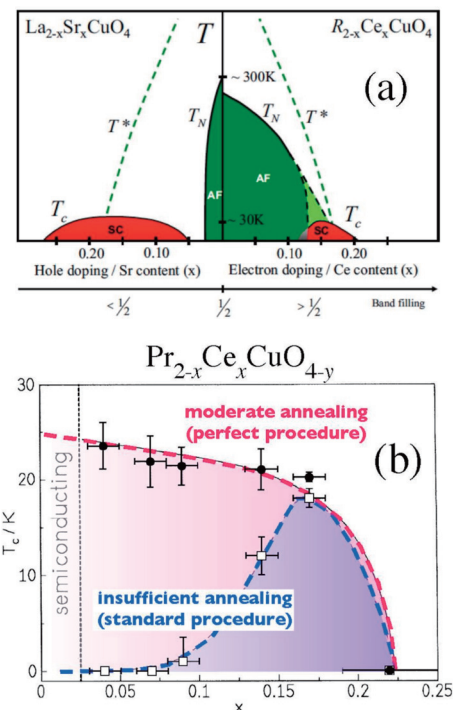 La2-xSrxCuO4
T
R2-xCexCuO4
~ 300K
(a)
T*
TN
TN
T*
AF
AF
Tc
~ 30K
Tc
SC
SC
0.20 0.10 0.10 0.20
Hole doping / Sr content (x) Electron doping / Ce content (x)
< ½ ½ > ½ Band filling
Pr2-xCexCuO4-y
30
moderate annealing
(perfect procedure)
(b)
20
semiconducting
Tc / K
10
insufficient annealing
(standard procedure)
0
0 0.05 0.1 0.15 0.2 0.25
x